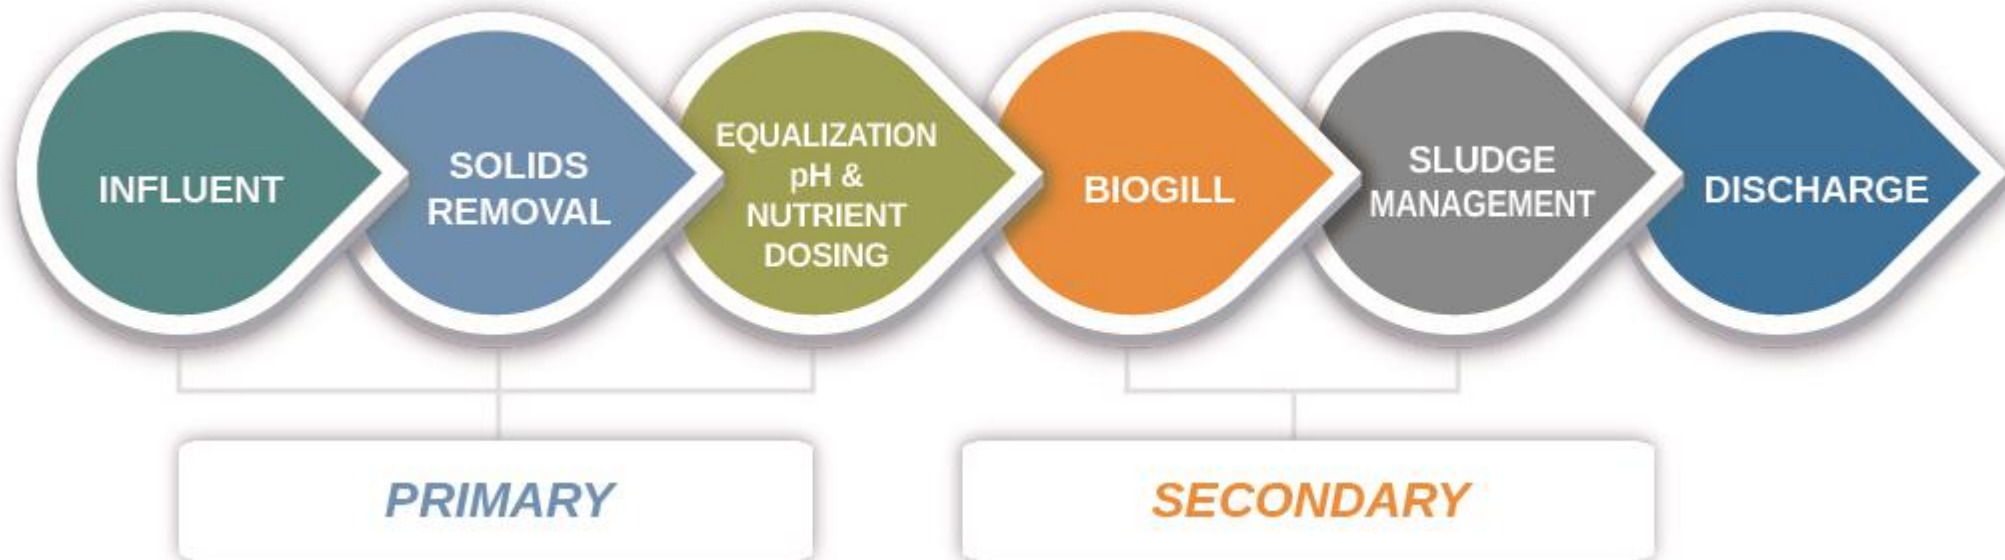 INFLUENT
SOLIDS
REMOVAL
EQUALIZATION
pH &
NUTRIENT
DOSING
BIOGILL
SLUDGE
MANAGEMENT
DISCHARGE
PRIMARY
SECONDARY